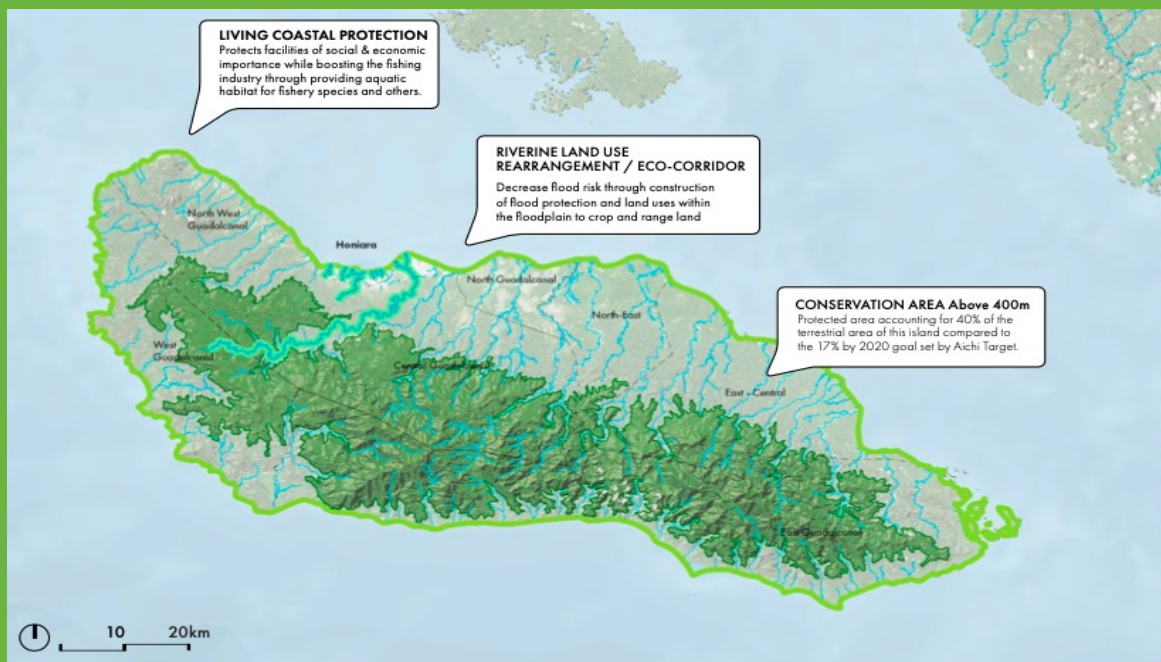 LIVING COASTAL PROTECTION
Protects facilities of social & economic
importance while boosting the fishing
industry through providing aquatic
habitat for fishery species and others.
RIVERINE LAND USE
REARRANGEMENT / ECO-CORRIDOR
Decrease flood risk through construction
of flood protection and land uses within
the floodplain to crop and range land
North West
Guadalcanal
Honiara
North Guadalcanal
North-East
CONSERVATION AREA Above 400m
Protected area accounting for 40% of the
terrestrial area of this island compared to
the 17% by 2020 goal set by Aichi Target.
West
Guadalcanal
Central Guadalcanal
East - Central
East Guadalcanal
10 20km